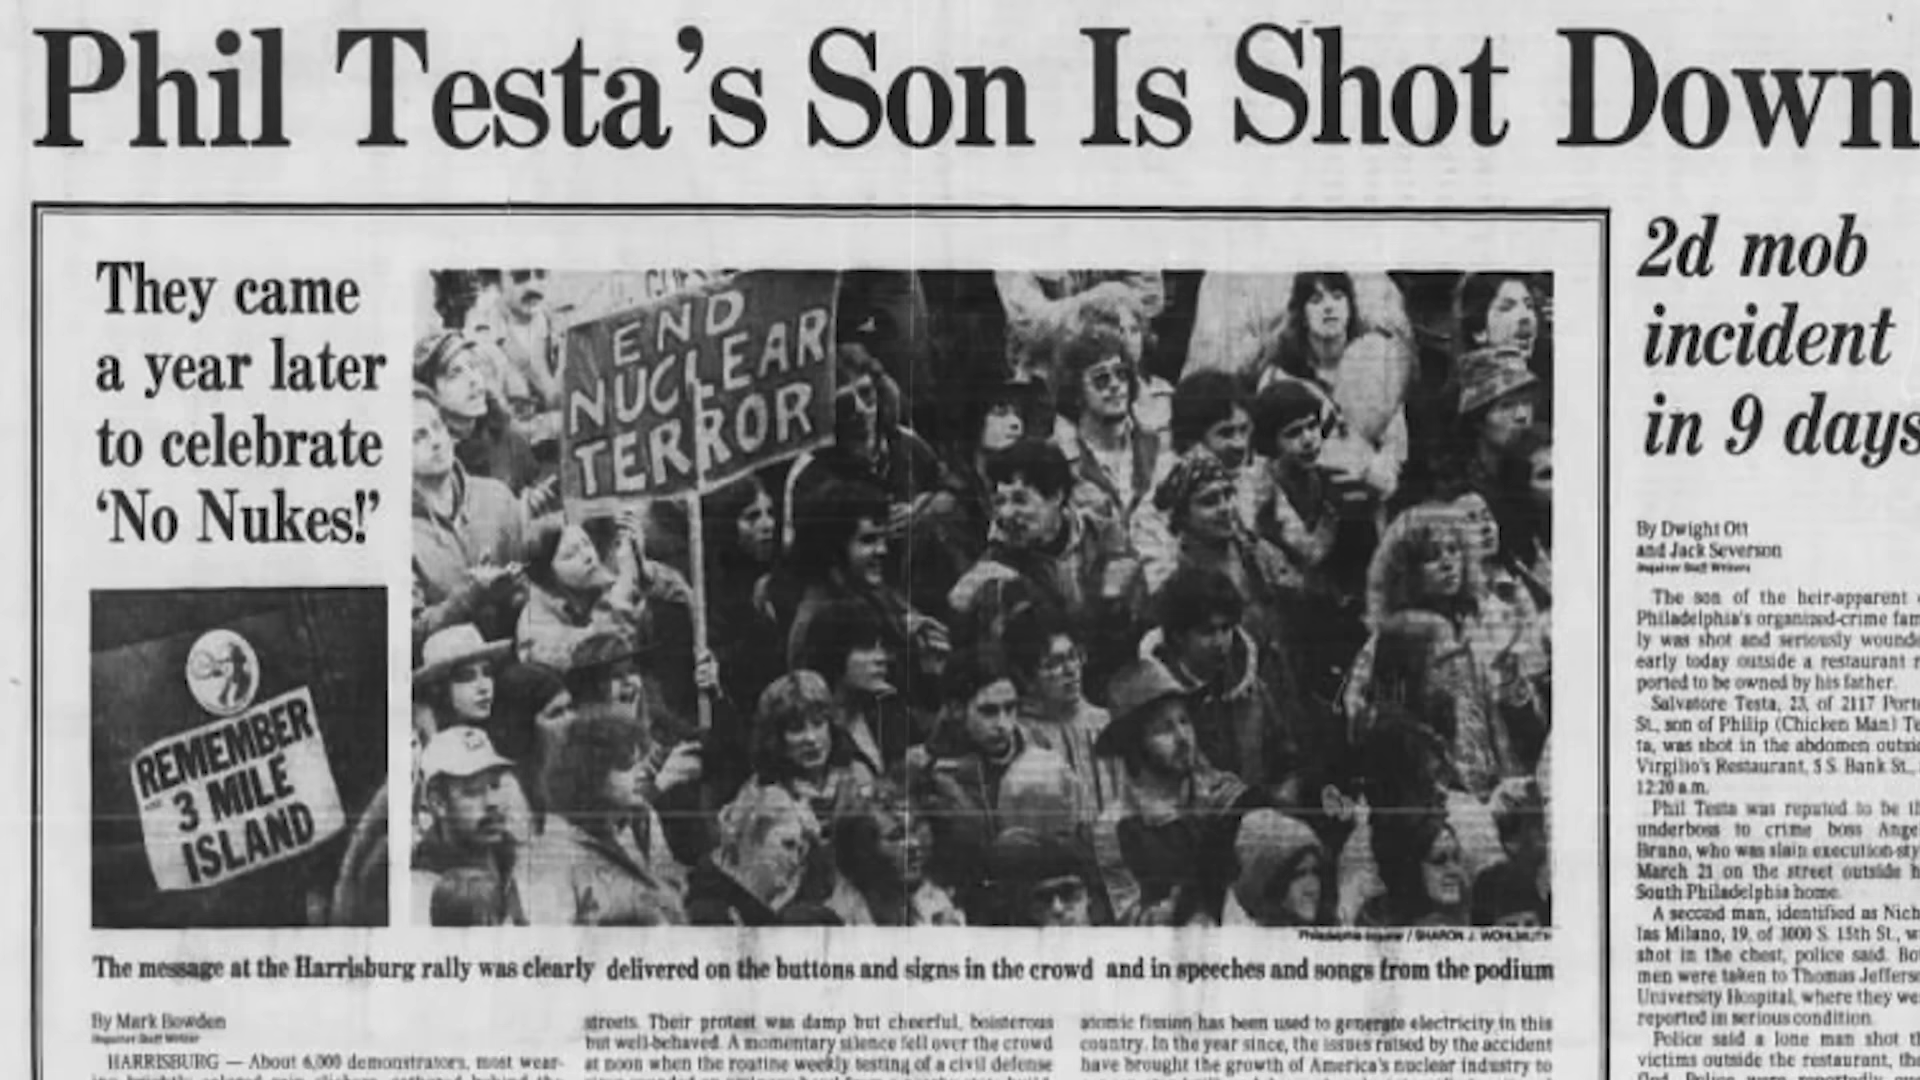 Phil Testa's Son Is Shot Down
They came
a year later
to celebrate
'No Nukes!'
END
NUCLEAR
TERROR
REMEMBER
3 MILE
ISLAND
Philadelphia Inquirer / SHARON J. WOHLMUTH
The message at the Harrisburg rally was clearly delivered on the buttons and signs in the crowd and in speeches and songs from the podium
By Mark Bowden
Inquirer Staff Writer
HARRISBURG — About 6,000 demonstrators, most wear-
streets. Their protest was damp but cheerful, boisterous
but well-behaved. A momentary silence fell over the crowd
at noon when the routine weekly testing of a civil defense
atomic fission has been used to generate electricity in this
country. In the year since, the issues raised by the accident
have brought the growth of America's nuclear industry to
2d mob
incident
in 9 days
By Dwight Ott
and Jack Severson
Inquirer Staff Writers
The son of the heir-apparent
Philadelphia's organized-crime fam
ly was shot and seriously wounde
early today outside a restaurant r
ported to be owned by his father.
Salvatore Testa, 23, of 2117 Porte
St., son of Philip (Chicken Man) Te
ta, was shot in the abdomen outsid
Virgilio's Restaurant, 5 S. Bank St.,
12:20 a.m.
Phil Testa was reputed to be th
underboss to crime boss Ange
Bruno, who was slain execution-sty
March 21 on the street outside h
South Philadelphia home.
A second man, identified as Nich
las Milano, 19, of 3000 S. 15th St., w
shot in the chest, police said. Bo
men were taken to Thomas Jefferso
University Hospital, where they we
reported in serious condition.
Police said a lone man shot th
victims outside the restaurant, the